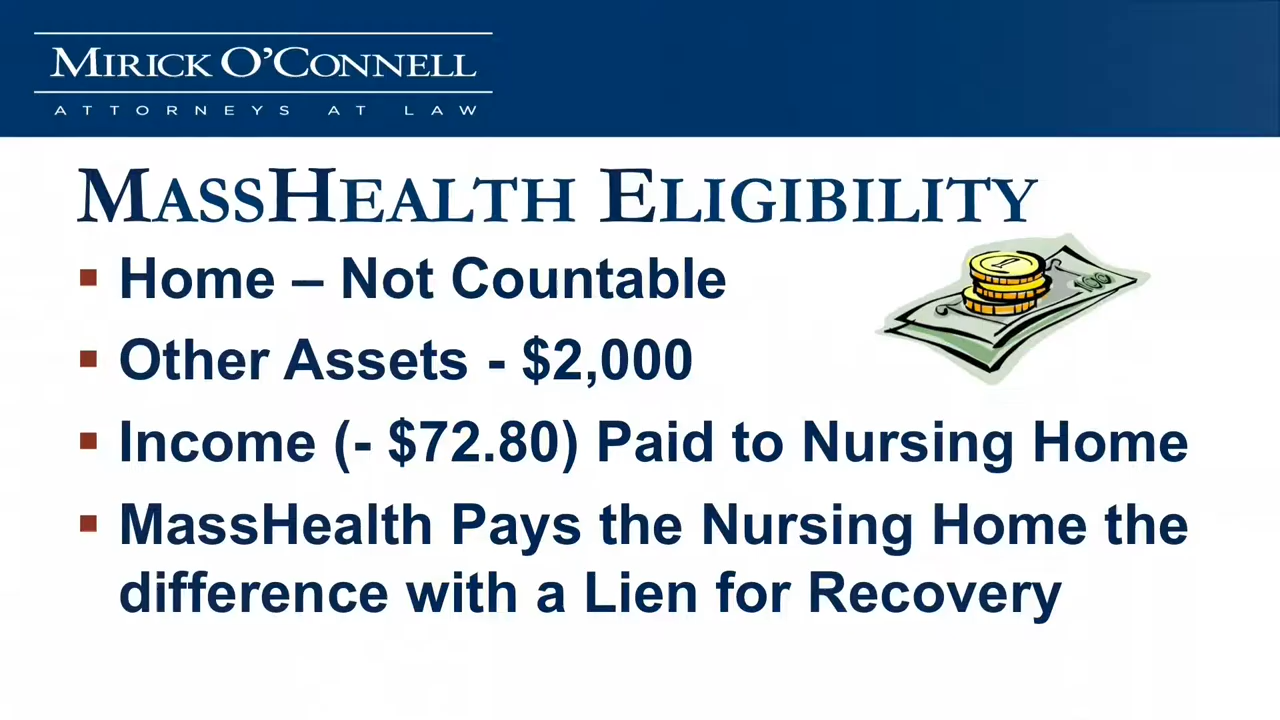 MIRICK O'CONNELL
ATTORNEYS AT LAW
MASSHEALTH ELIGIBILITY
▪ Home – Not Countable
▪ Other Assets - $2,000
▪ Income (- $72.80) Paid to Nursing Home
▪ MassHealth Pays the Nursing Home the
difference with a Lien for Recovery
100